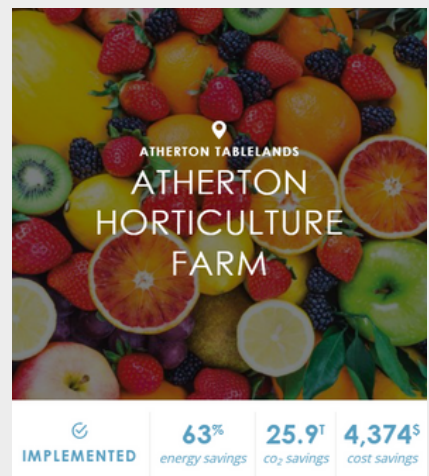 ATHERTON TABLELANDS
ATHERTON
HORTICULTURE
FARM
IMPLEMENTED
63%
energy savings
25.9T
co₂ savings
4,374$
cost savings